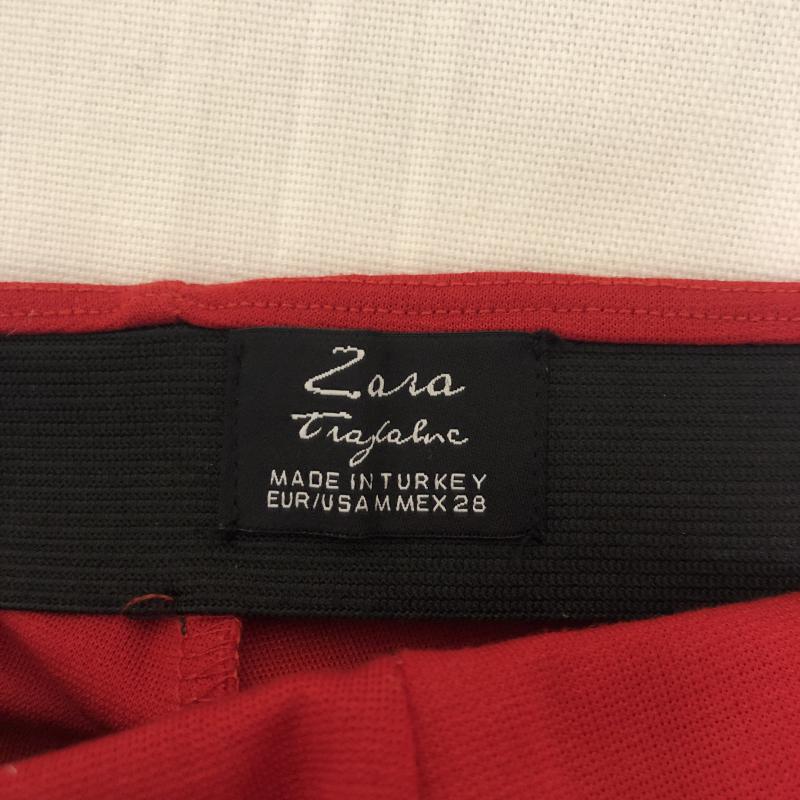 Zara
Trafaluc
MADE IN TURKEY
EUR/USA M MEX 28